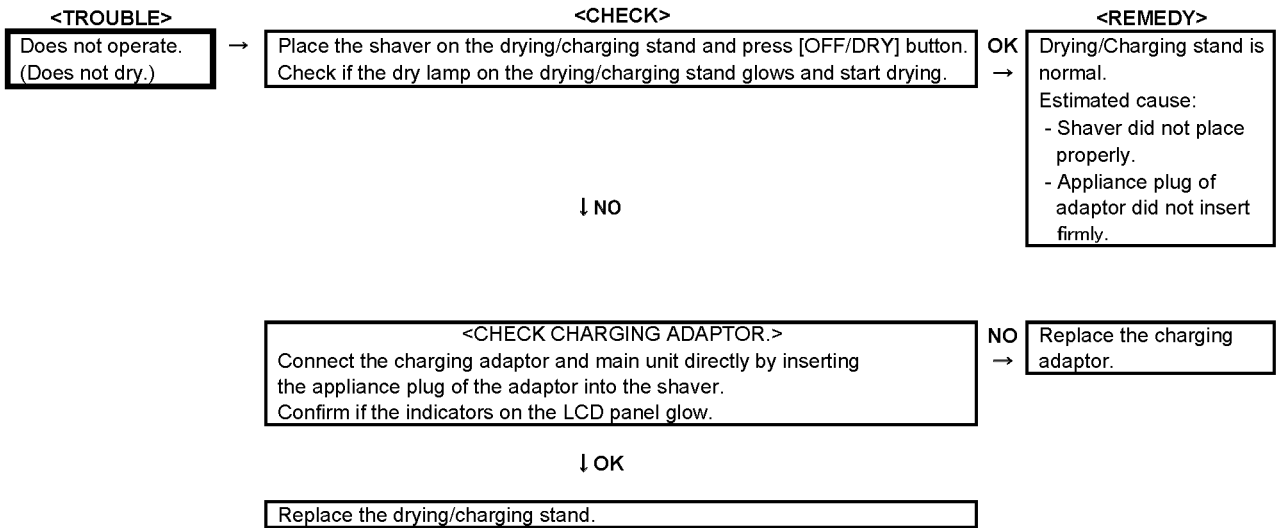 <TROUBLE>
<CHECK>
<REMEDY>
Does not operate.
(Does not dry.)
→
Place the shaver on the drying/charging stand and press [OFF/DRY] button.
Check if the dry lamp on the drying/charging stand glows and start drying.
OK
→
Drying/Charging stand is
normal.
Estimated cause:
- Shaver did not place
properly.
- Appliance plug of
adaptor did not insert
firmly.
↓ NO
<CHECK CHARGING ADAPTOR.>
Connect the charging adaptor and main unit directly by inserting
the appliance plug of the adaptor into the shaver.
Confirm if the indicators on the LCD panel glow.
NO
→
Replace the charging
adaptor.
↓ OK
Replace the drying/charging stand.